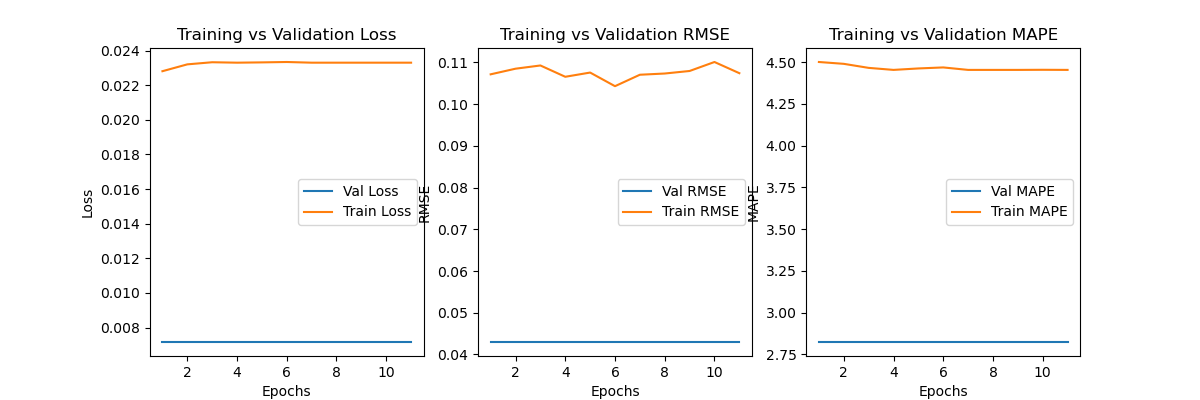 Training vs Validation Loss
0.024
0.022
0.020
0.018
0.016
0.014
0.012
0.010
0.008
Loss
Val Loss
Train Loss
2 4 6 8 10
Epochs
Training vs Validation RMSE
0.11
0.10
0.09
0.08
0.07
0.06
0.05
0.04
RMSE
Val RMSE
Train RMSE
2 4 6 8 10
Epochs
Training vs Validation MAPE
4.50
4.25
4.00
3.75
3.50
3.25
3.00
2.75
MAPE
Val MAPE
Train MAPE
2 4 6 8 10
Epochs